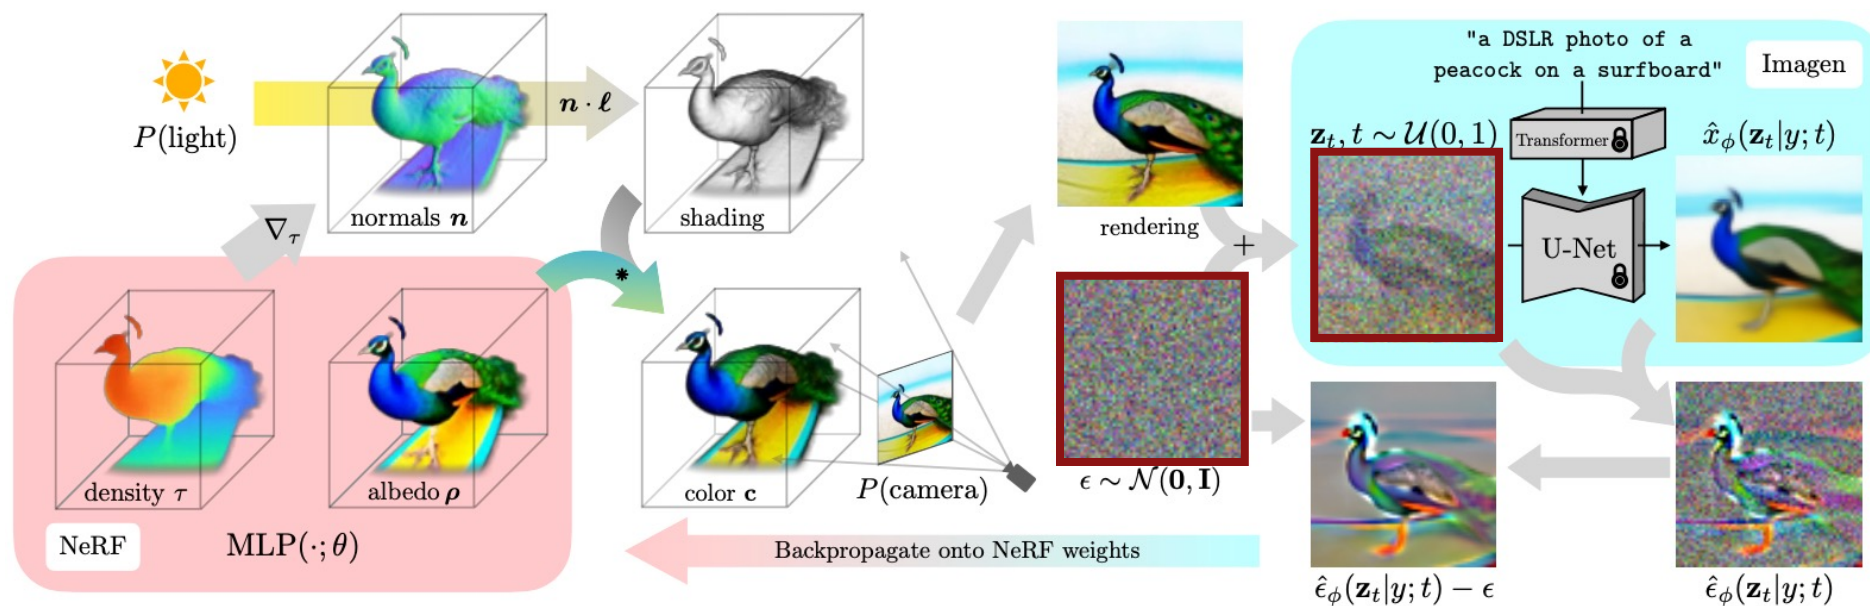 "a DSLR photo of a
peacock on a surfboard"
Imagen
P(light)
n · ℓ
z_t, t ∼ U(0, 1)
Transformer
x̂_ϕ(z_t|y; t)
∇_τ
normals n
shading
*
rendering
+
U-Net
density τ
albedo ρ
color c
P(camera)
ϵ ∼ N(0, I)
NeRF
MLP(·; θ)
Backpropagate onto NeRF weights
ϵ̂_ϕ(z_t|y; t) − ϵ
ϵ̂_ϕ(z_t|y; t)